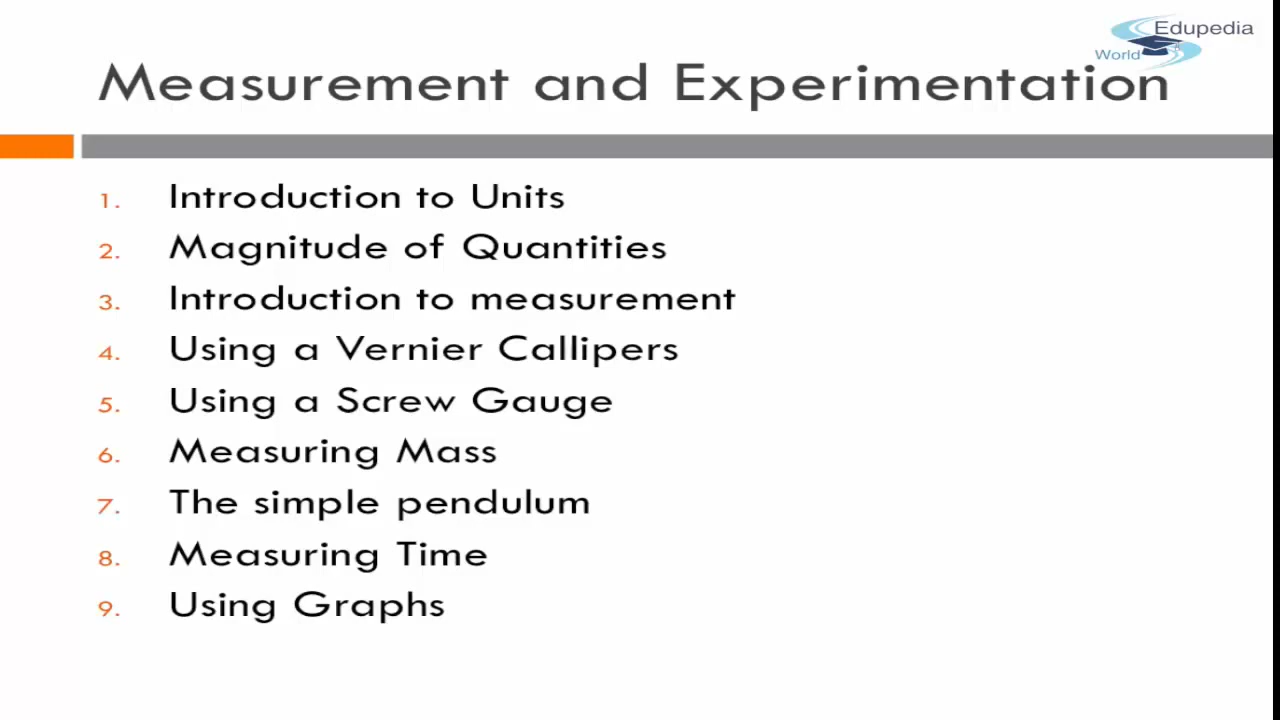 Edupedia
World
Measurement and Experimentation
1. Introduction to Units
2. Magnitude of Quantities
3. Introduction to measurement
4. Using a Vernier Callipers
5. Using a Screw Gauge
6. Measuring Mass
7. The simple pendulum
8. Measuring Time
9. Using Graphs